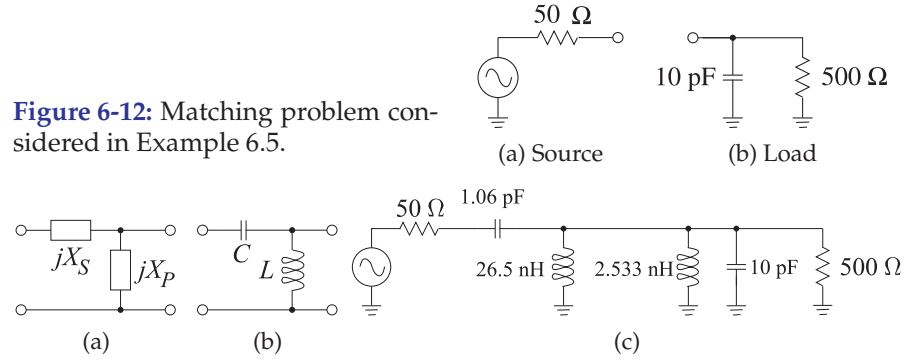 50 Ω
10 pF
500 Ω
Figure 6-12: Matching problem con-
sidered in Example 6.5.
(a) Source
(b) Load
jX_S
jX_P
(a)
C
L
(b)
50 Ω
1.06 pF
26.5 nH
2.533 nH
10 pF
500 Ω
(c)